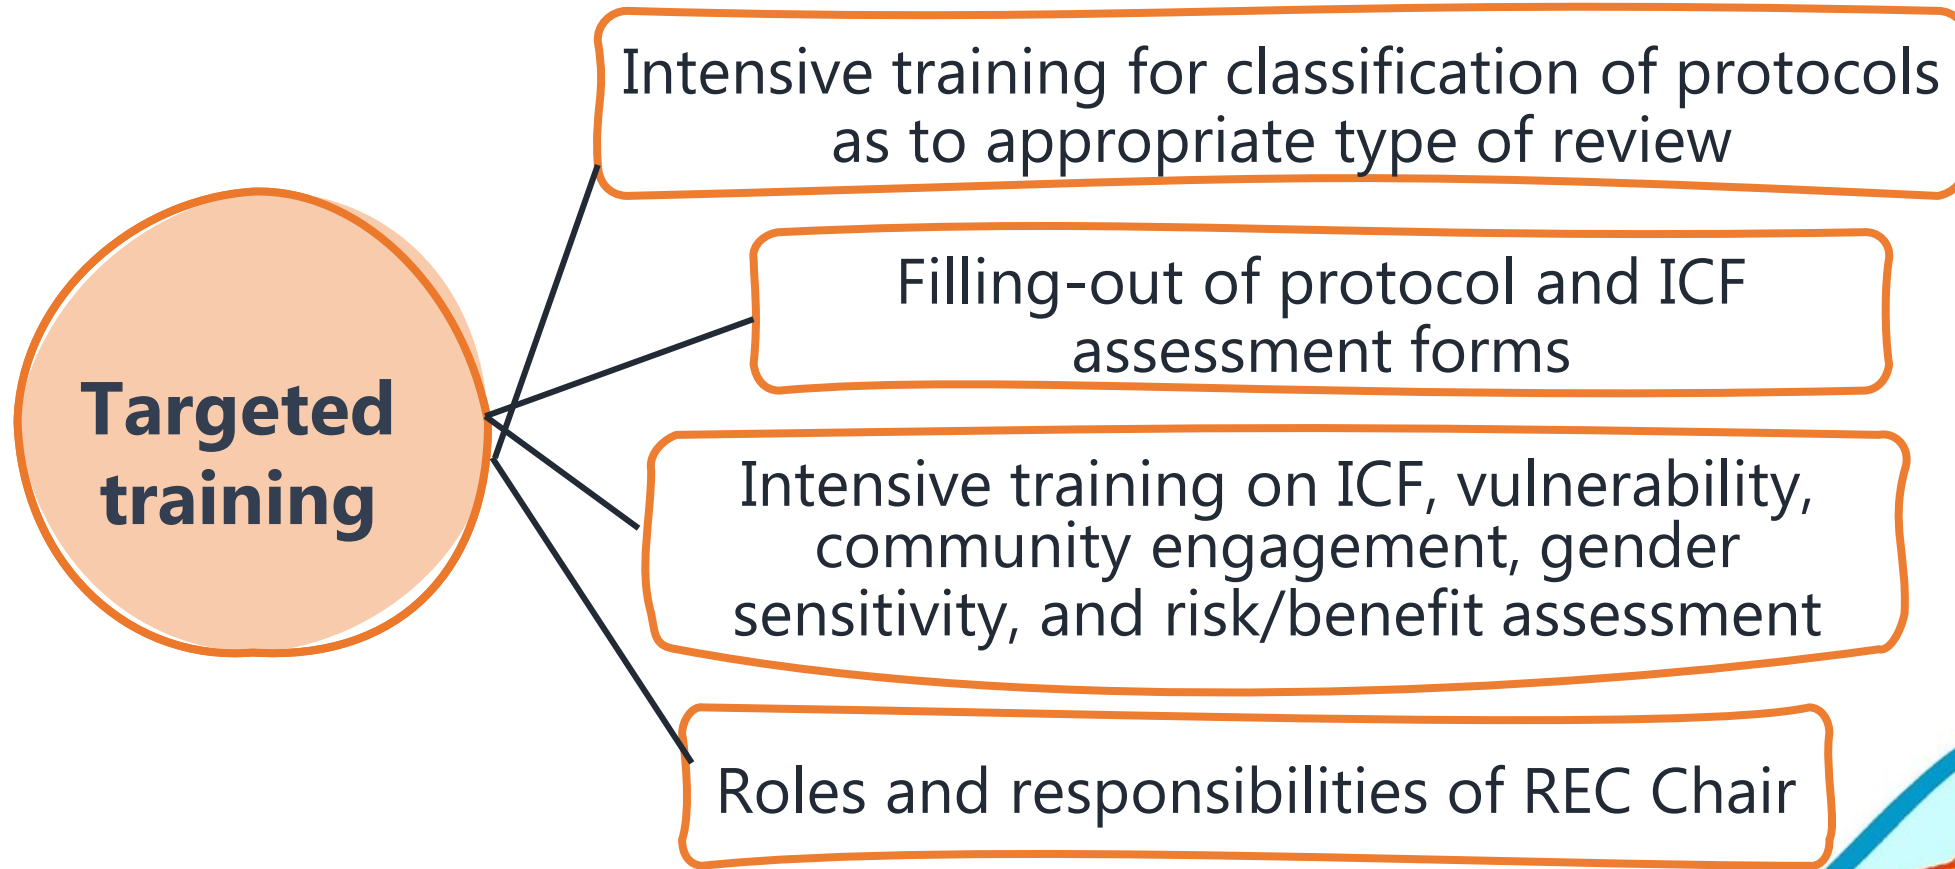 Intensive training for classification of protocols
as to appropriate type of review
Filling-out of protocol and ICF
assessment forms
Targeted
training
Intensive training on ICF, vulnerability,
community engagement, gender
sensitivity, and risk/benefit assessment
Roles and responsibilities of REC Chair